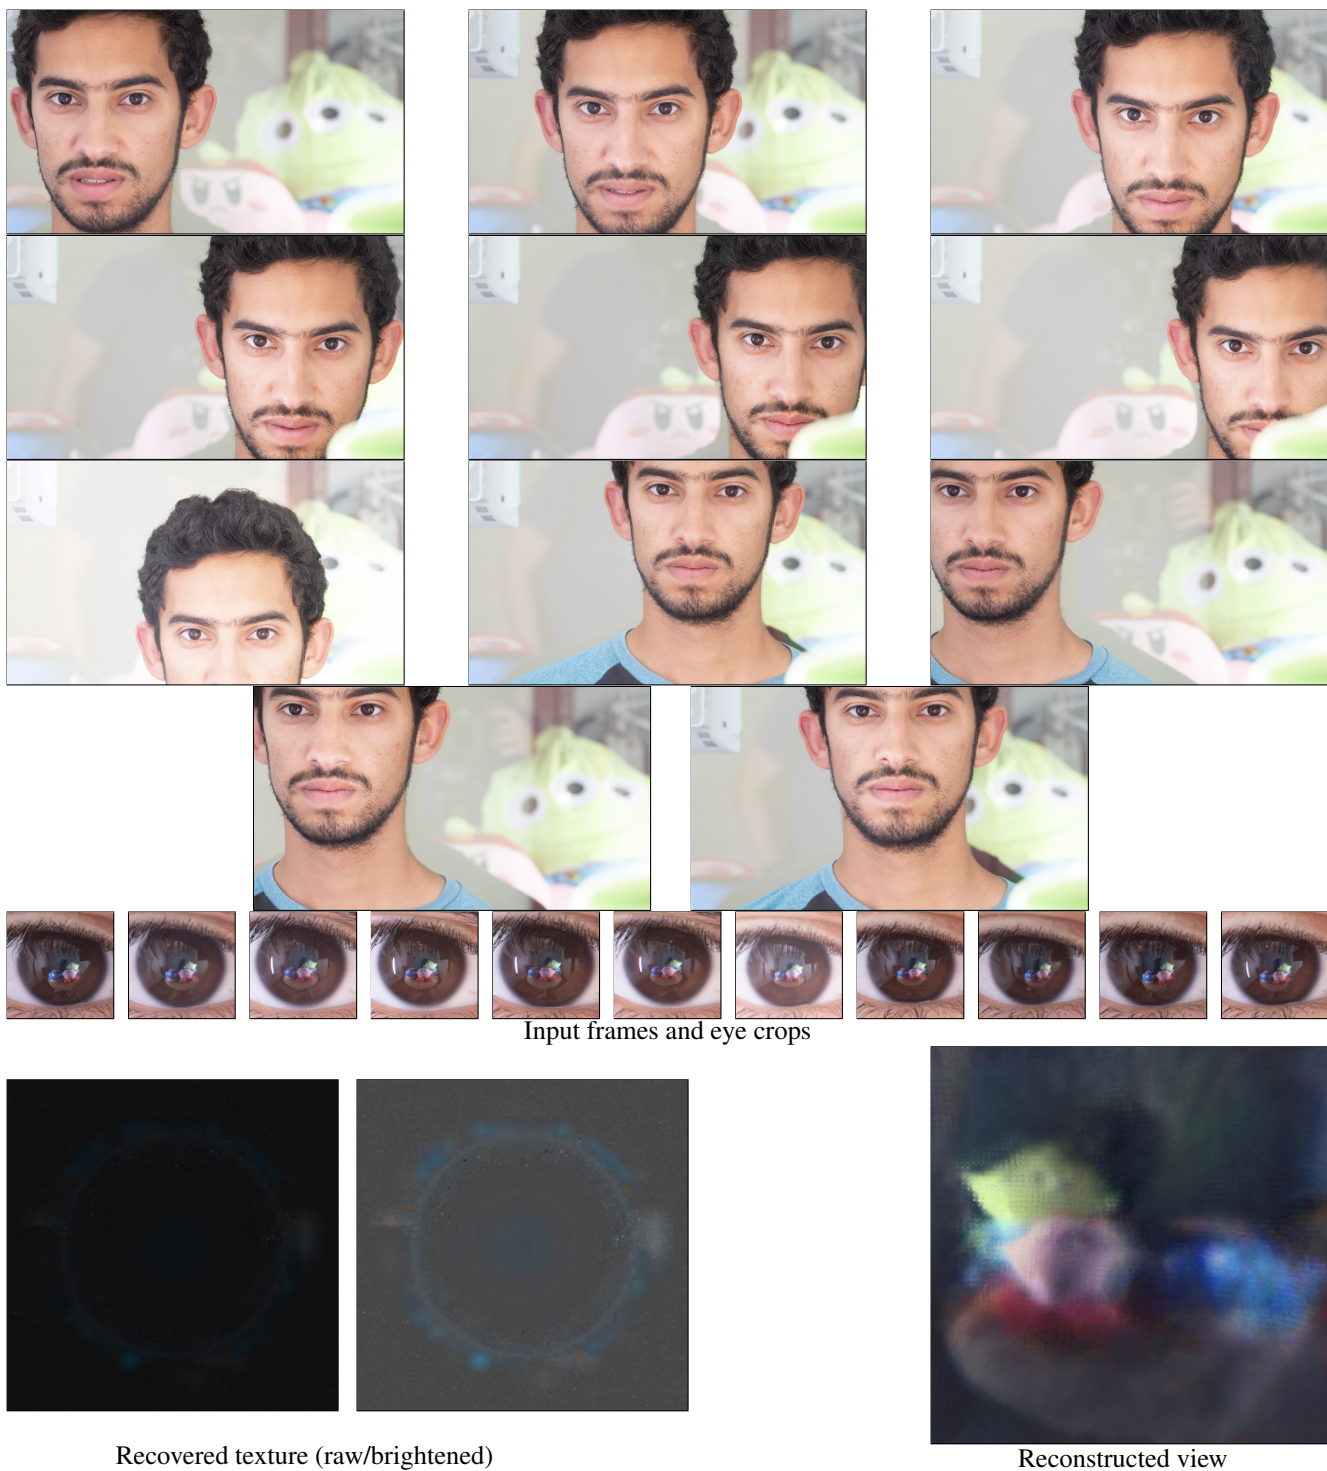 Input frames and eye crops
Recovered texture (raw/brightened)
Reconstructed view